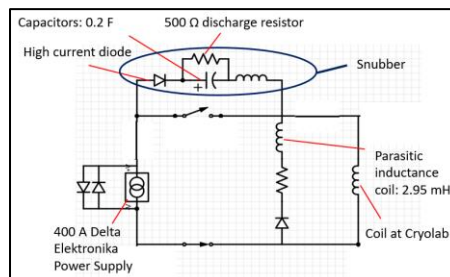 Capacitors: 0.2 F
500 Ω discharge resistor
High current diode
Snubber
+
Parasitic
inductance
coil: 2.95 mH
400 A Delta
Elektronika
Power Supply
Coil at Cryolab